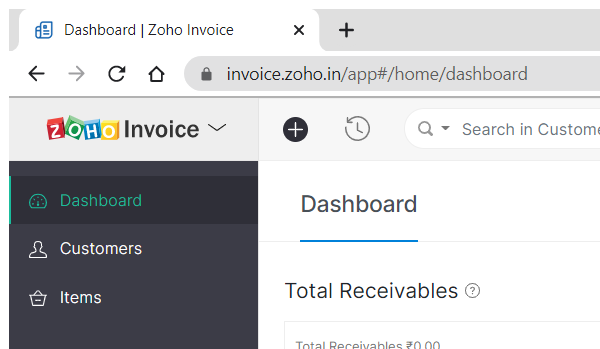 Dashboard | Zoho Invoice
invoice.zoho.in/app#/home/dashboard
ZOHO Invoice
Search in Custome
Dashboard
Dashboard
Customers
Items
Total Receivables ?
Total Receivables ₹0.00